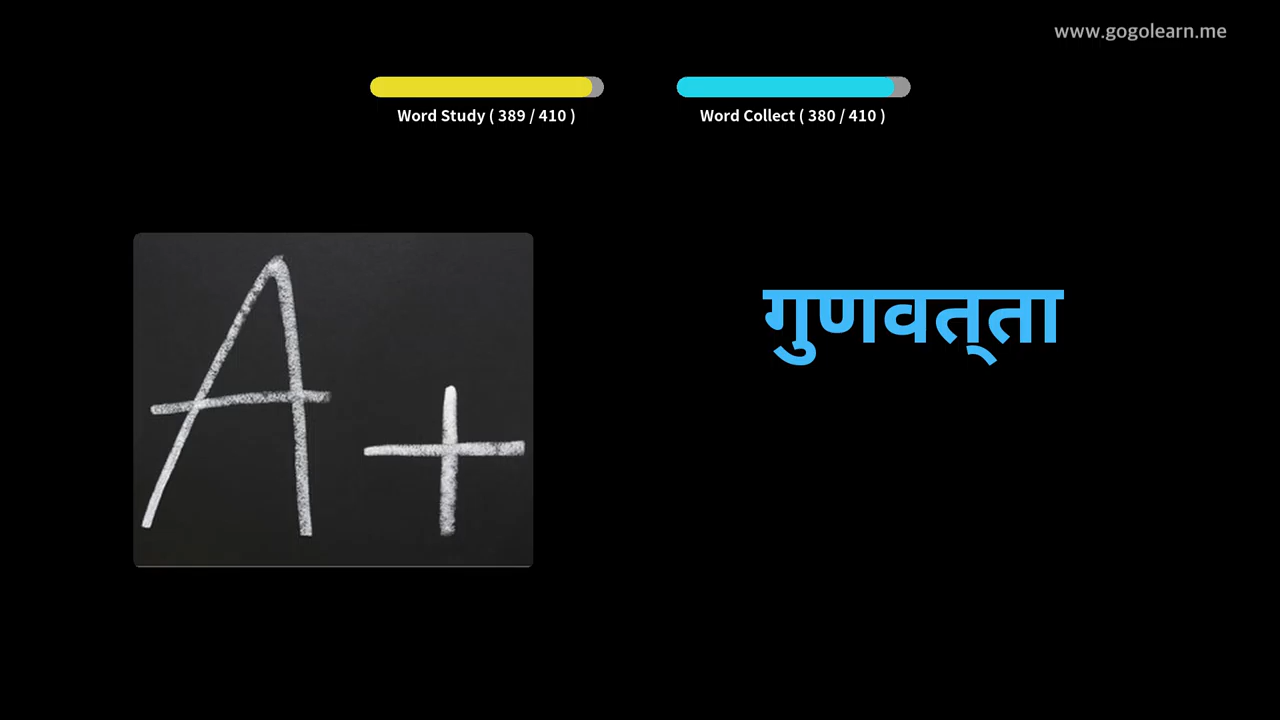 www.gogolearn.me
Word Study ( 389 / 410 )
Word Collect ( 380 / 410 )
A+
गुणवत्‌ता